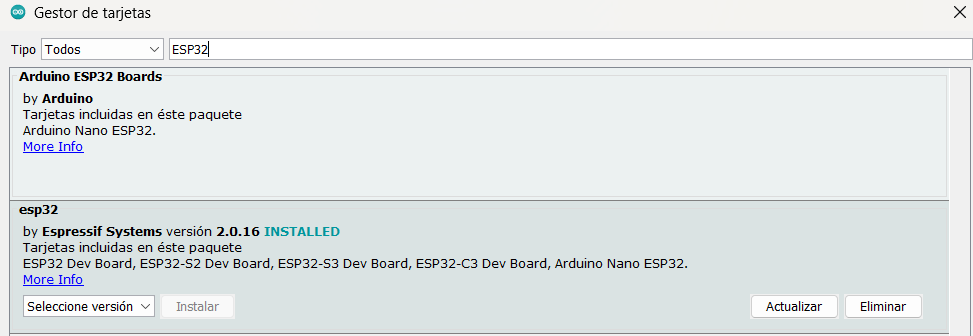 Gestor de tarjetas
Tipo Todos ESP32
Arduino ESP32 Boards
by Arduino
Tarjetas incluidas en éste paquete
Arduino Nano ESP32.
More Info
esp32
by Espressif Systems versión 2.0.16 INSTALLED
Tarjetas incluidas en éste paquete
ESP32 Dev Board, ESP32-S2 Dev Board, ESP32-S3 Dev Board, ESP32-C3 Dev Board, Arduino Nano ESP32.
More Info
Seleccione versión Instalar Actualizar Eliminar